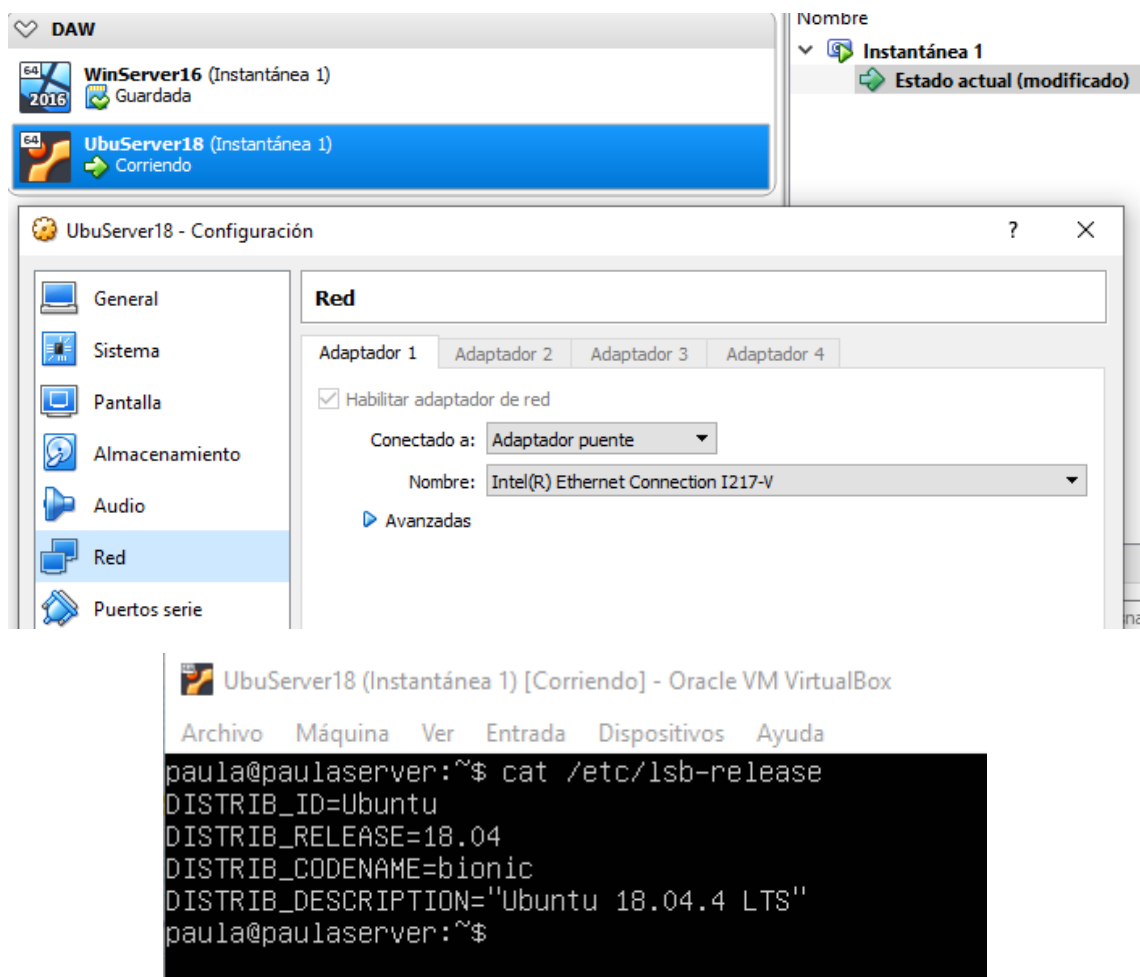 DAW
64
2016
WinServer16 (Instantánea 1)
Guardada
64
UbuServer18 (Instantánea 1)
Corriendo
Nombre
Instantánea 1
Estado actual (modificado)
UbuServer18 - Configuración
?
General
Sistema
Pantalla
Almacenamiento
Audio
Red
Puertos serie
Red
Adaptador 1 Adaptador 2 Adaptador 3 Adaptador 4
Habilitar adaptador de red
Conectado a: Adaptador puente
Nombre: Intel(R) Ethernet Connection I217-V
Avanzadas
UbuServer18 (Instantánea 1) [Corriendo] - Oracle VM VirtualBox
Archivo Máquina Ver Entrada Dispositivos Ayuda
paula@paulaserver:~$ cat /etc/lsb-release
DISTRIB_ID=Ubuntu
DISTRIB_RELEASE=18.04
DISTRIB_CODENAME=bionic
DISTRIB_DESCRIPTION="Ubuntu 18.04.4 LTS"
paula@paulaserver:~$